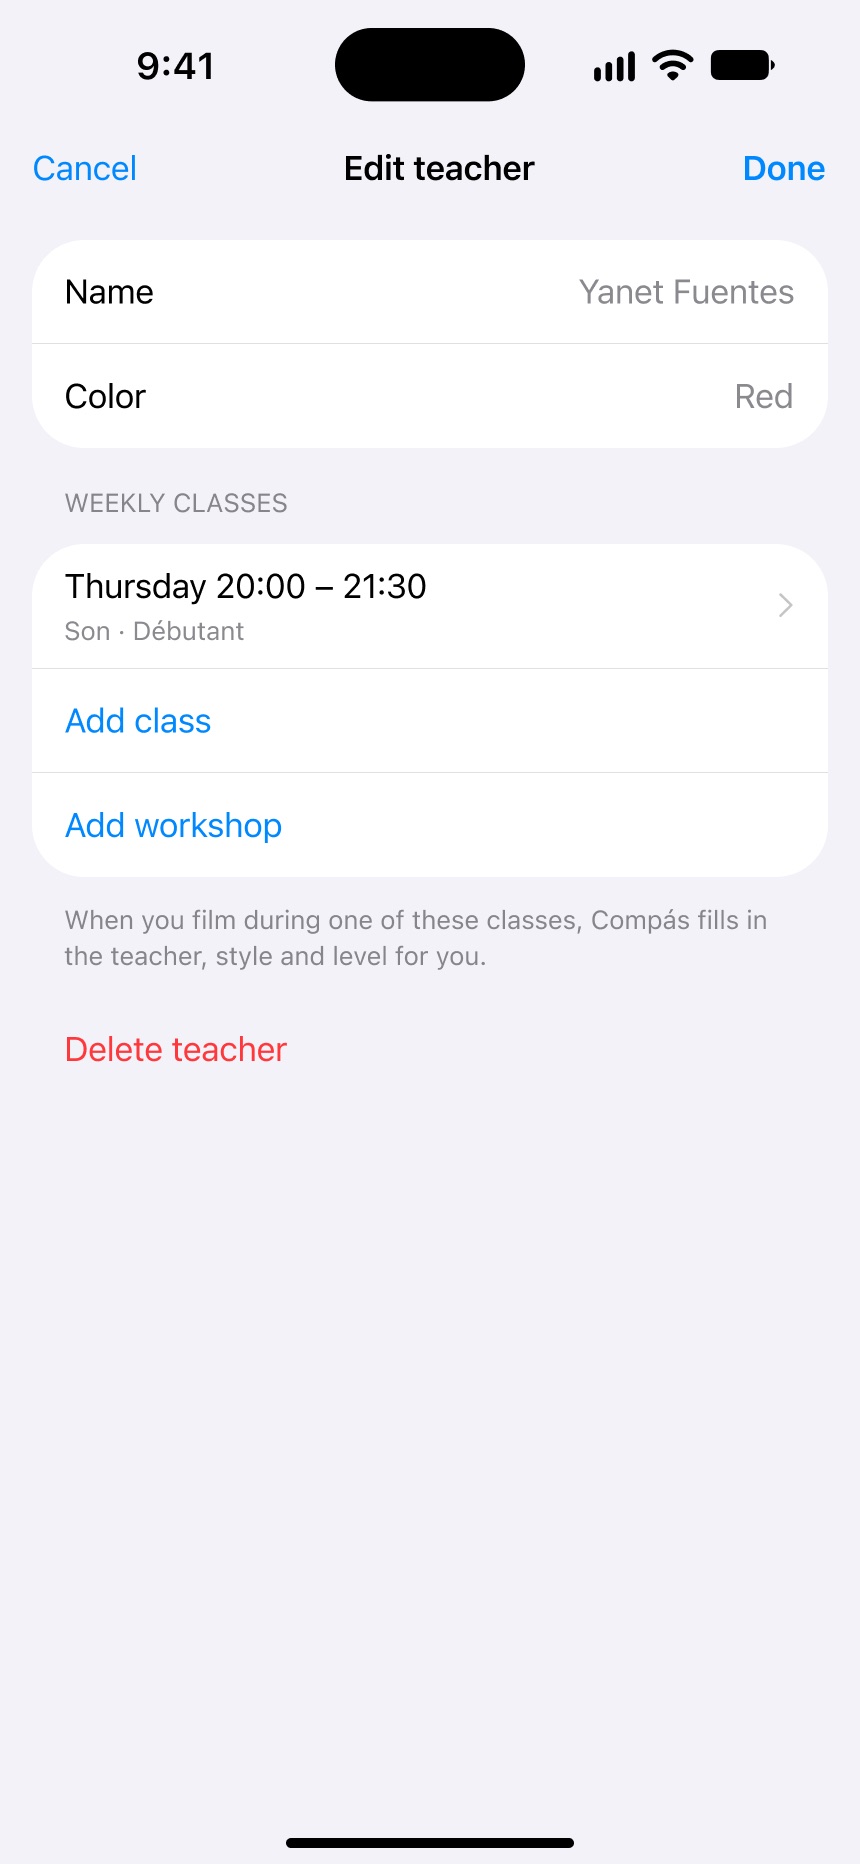 9:41
Cancel
Edit teacher
Done
Name
Yanet Fuentes
Color
Red
WEEKLY CLASSES
Thursday 20:00 – 21:30
Son · Débutant
Add class
Add workshop
When you film during one of these classes, Compás fills in
the teacher, style and level for you.
Delete teacher